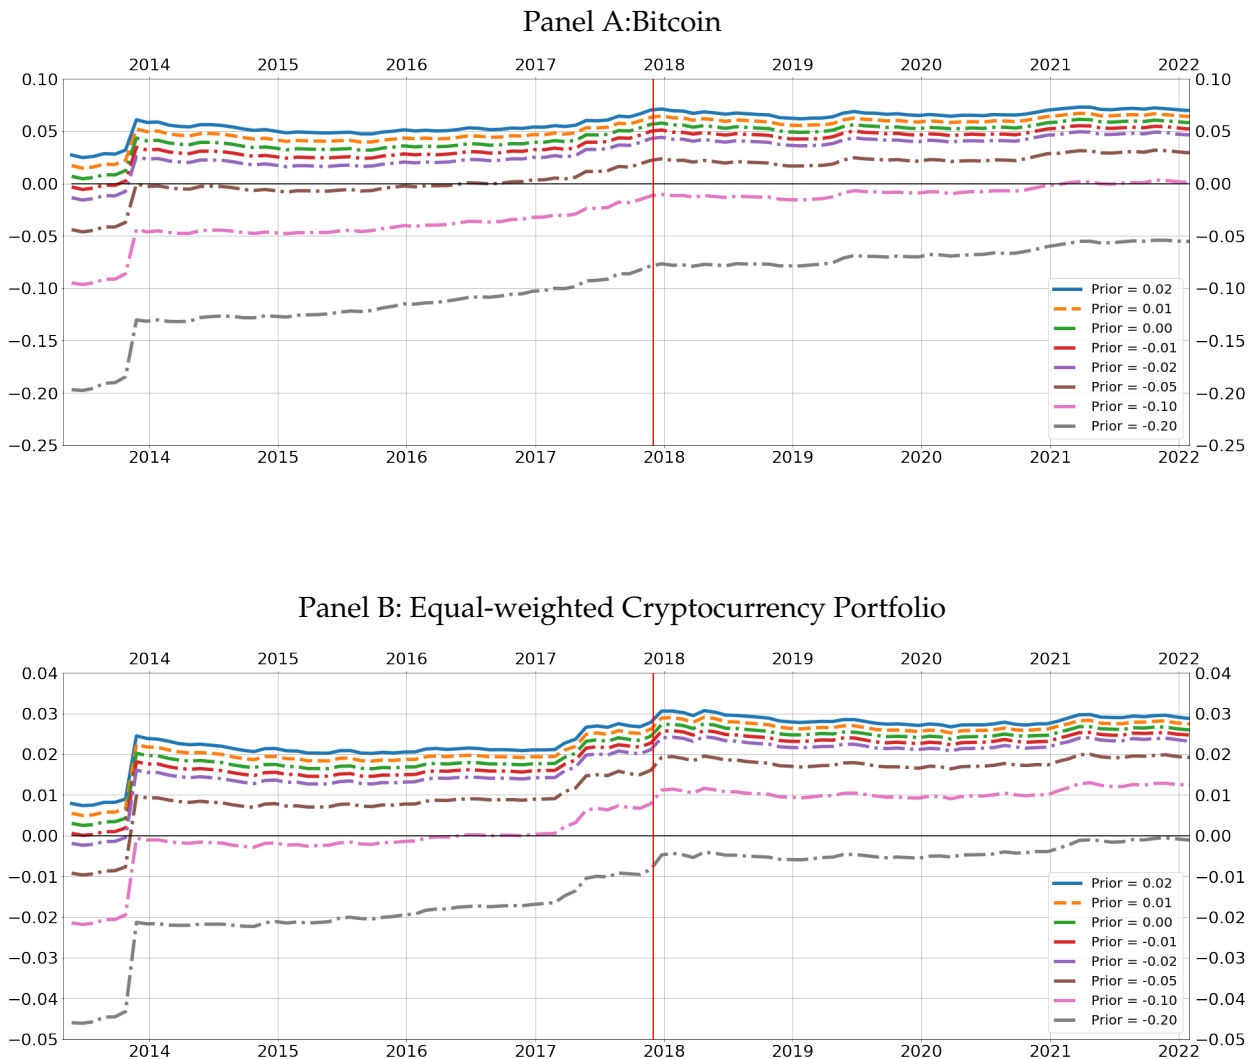 Panel A:Bitcoin
2014 2015 2016 2017 2018 2019 2020 2021 2022
0.10 0.10
0.05 0.05
0.00 0.00
−0.05 −0.05
−0.10 −0.10
−0.15 −0.15
−0.20 −0.20
−0.25 −0.25
Prior = 0.02
Prior = 0.01
Prior = 0.00
Prior = -0.01
Prior = -0.02
Prior = -0.05
Prior = -0.10
Prior = -0.20
2014 2015 2016 2017 2018 2019 2020 2021 2022
Panel B: Equal-weighted Cryptocurrency Portfolio
2014 2015 2016 2017 2018 2019 2020 2021 2022
0.04 0.04
0.03 0.03
0.02 0.02
0.01 0.01
0.00 0.00
−0.01 −0.01
−0.02 −0.02
−0.03 −0.03
−0.04 −0.04
−0.05 −0.05
Prior = 0.02
Prior = 0.01
Prior = 0.00
Prior = -0.01
Prior = -0.02
Prior = -0.05
Prior = -0.10
Prior = -0.20
2014 2015 2016 2017 2018 2019 2020 2021 2022